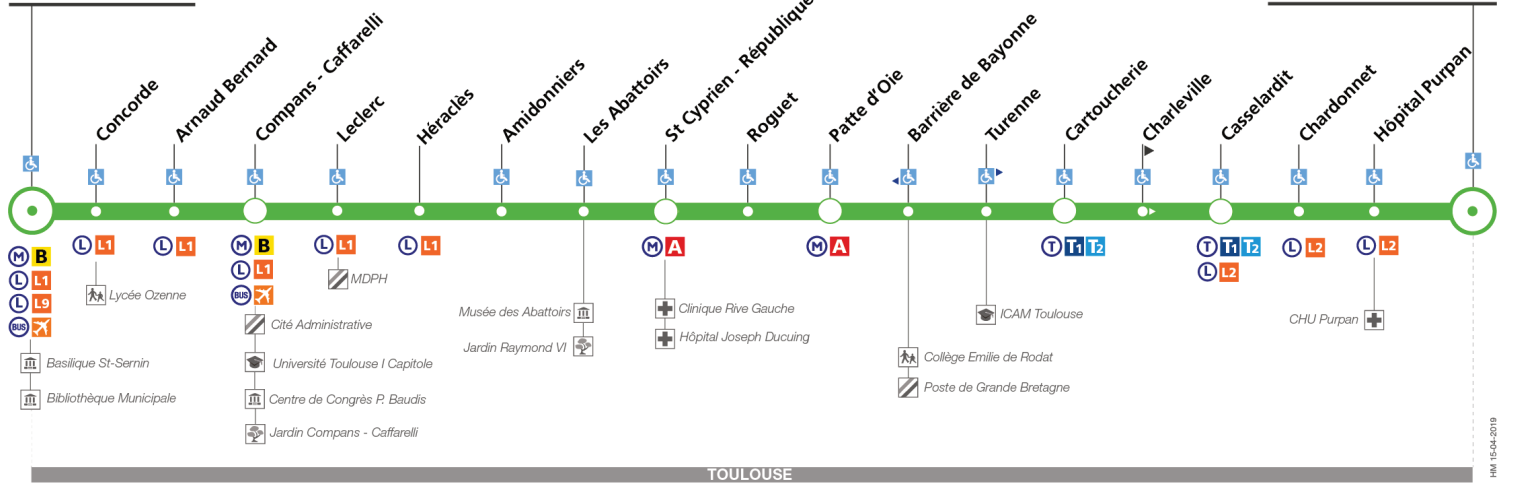 Concorde
Arnaud Bernard
Compans - Caffarelli
Leclerc
Héraclès
Amidonniers
Les Abattoirs
St Cyprien - République
Roguet
Patte d'Oie
Barrière de Bayonne
Turenne
Cartoucherie
Charleville
Casselardit
Chardonnet
Hôpital Purpan
M B
L L1
L L9
BUS
Basilique St-Sernin
Bibliothèque Municipale
L L1
Lycée Ozenne
L L1
M B
L L1
BUS
Cité Administrative
Université Toulouse I Capitole
Centre de Congrès P. Baudis
Jardin Compans - Caffarelli
L L1
MDPH
L L1
Musée des Abattoirs
Jardin Raymond VI
M A
Clinique Rive Gauche
Hôpital Joseph Ducuing
M A
Collège Emilie de Rodat
Poste de Grande Bretagne
ICAM Toulouse
T T1 T2
T T1 T2
L L2
L L2
L L2
CHU Purpan
TOULOUSE
HM 15-04-2019